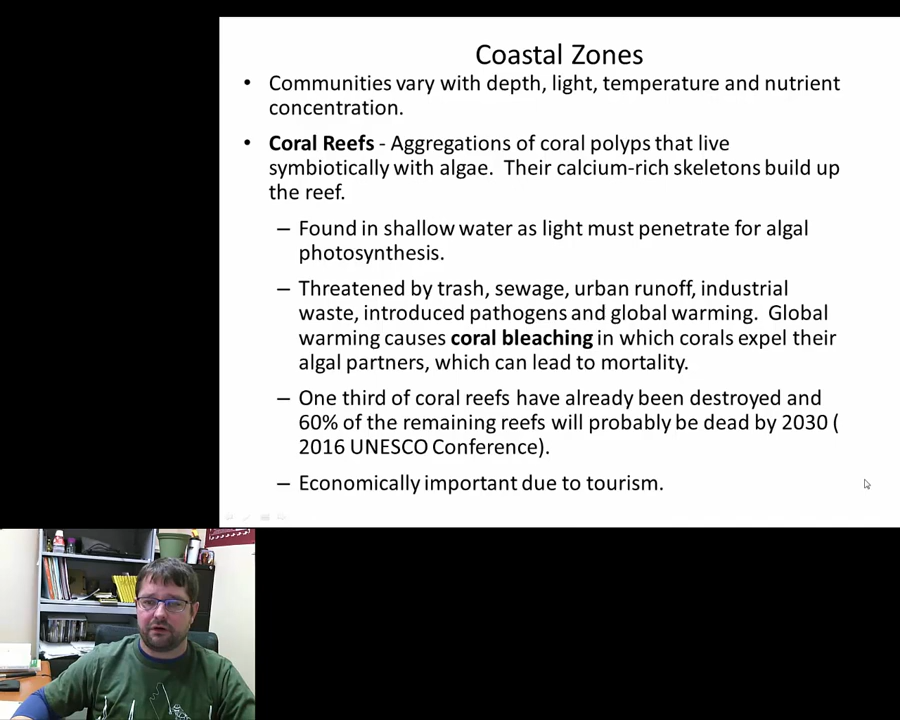 Coastal Zones
• Communities vary with depth, light, temperature and nutrient
concentration.
• Coral Reefs - Aggregations of coral polyps that live
symbiotically with algae. Their calcium-rich skeletons build up
the reef.
– Found in shallow water as light must penetrate for algal
photosynthesis.
– Threatened by trash, sewage, urban runoff, industrial
waste, introduced pathogens and global warming. Global
warming causes coral bleaching in which corals expel their
algal partners, which can lead to mortality.
– One third of coral reefs have already been destroyed and
60% of the remaining reefs will probably be dead by 2030 (
2016 UNESCO Conference).
– Economically important due to tourism.